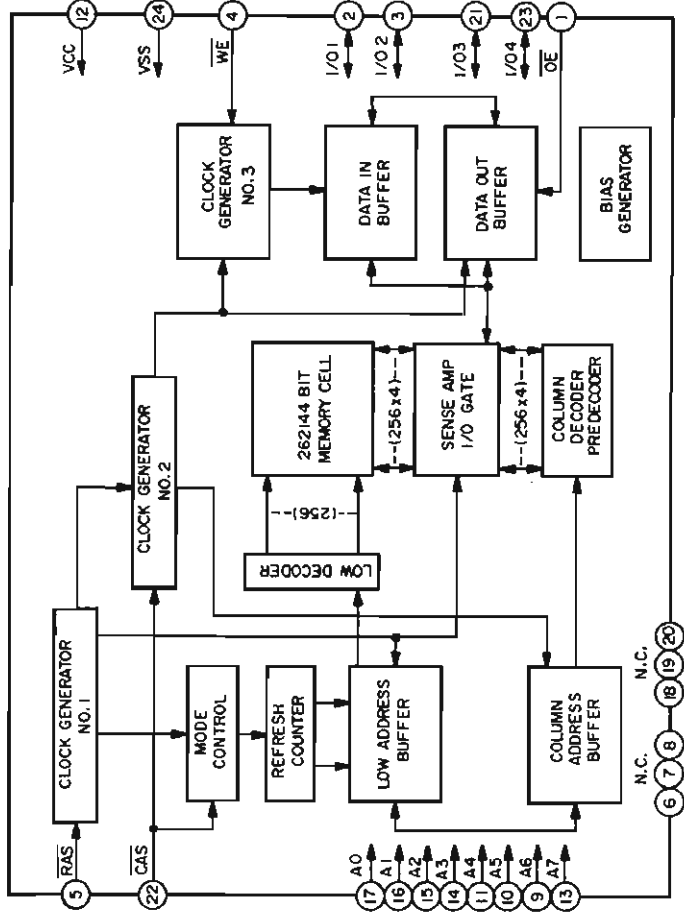 RAS
5
CAS
22
CLOCK GENERATOR
NO.1
CLOCK GENERATOR
NO.2
CLOCK
GENERATOR
NO.3
VCC
12
VSS
24
WE
4
I/O1
2
I/O2
3
I/O3
21
I/O4
23
OE
1
MODE
CONTROL
REFRESH
COUNTER
LOW ADDRESS
BUFFER
COLUMN
ADDRESS
BUFFER
LOW DECODER
--(256)--
262144 BIT
MEMORY CELL
--(256x4)--
SENSE AMP
I/O GATE
--(256x4)--
COLUMN
DECODER
PREDECODER
DATA IN
BUFFER
DATA OUT
BUFFER
BIAS
GENERATOR
17 A0
16 A1
15 A2
14 A3
11 A4
10 A5
9 A6
13 A7
N.C.
6 7 8
N.C.
18 19 20